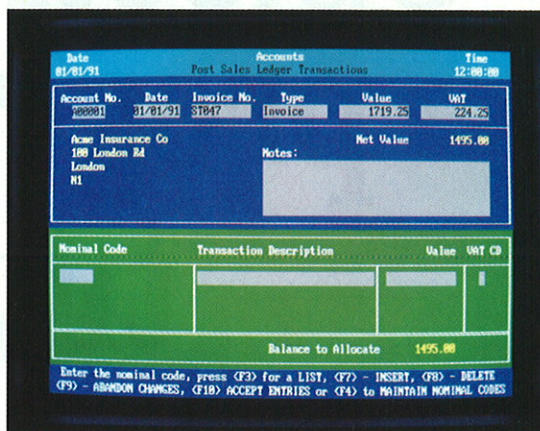 Date Accounts Time
01/01/91 Post Sales Ledger Transactions 12:00:00
Account No. Date Invoice No. Type Value VAT
A00001 01/01/91 ST047 Invoice 1719.25 224.25
Acme Insurance Co Net Value 1495.00
100 London Rd Notes:
London
N1
Nominal Code Transaction Description Value VAT CD
Balance to Allocate 1495.00
Enter the nominal code, press <F3> for a LIST, <F7> - INSERT, <F8> - DELETE
<F9> - ABANDON CHANGES, <F10> ACCEPT ENTRIES or <F4> to MAINTAIN NOMINAL CODES